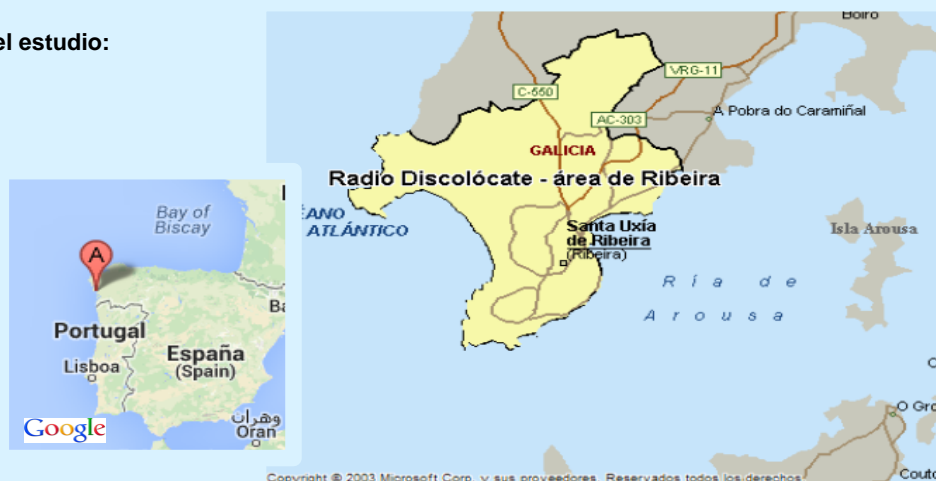 el estudio:
Boiro
VRG-11
C-550
AC-303
A Pobra do Caramiñal
GALICIA
Radio Discolócate - área de Ribeira
ANO
ATLÁNTICO
Santa Uxía
de Ribeira
(Ribeira)
Isla Arousa
Ría de
Arousa
O Gro
Couto
Copyright © 2003 Microsoft Corp. y sus proveedores. Reservados todos los derechos
Bay of
Biscay
A
Portugal
Lisboa
España
(Spain)
Ba
وهران
Oran
Google